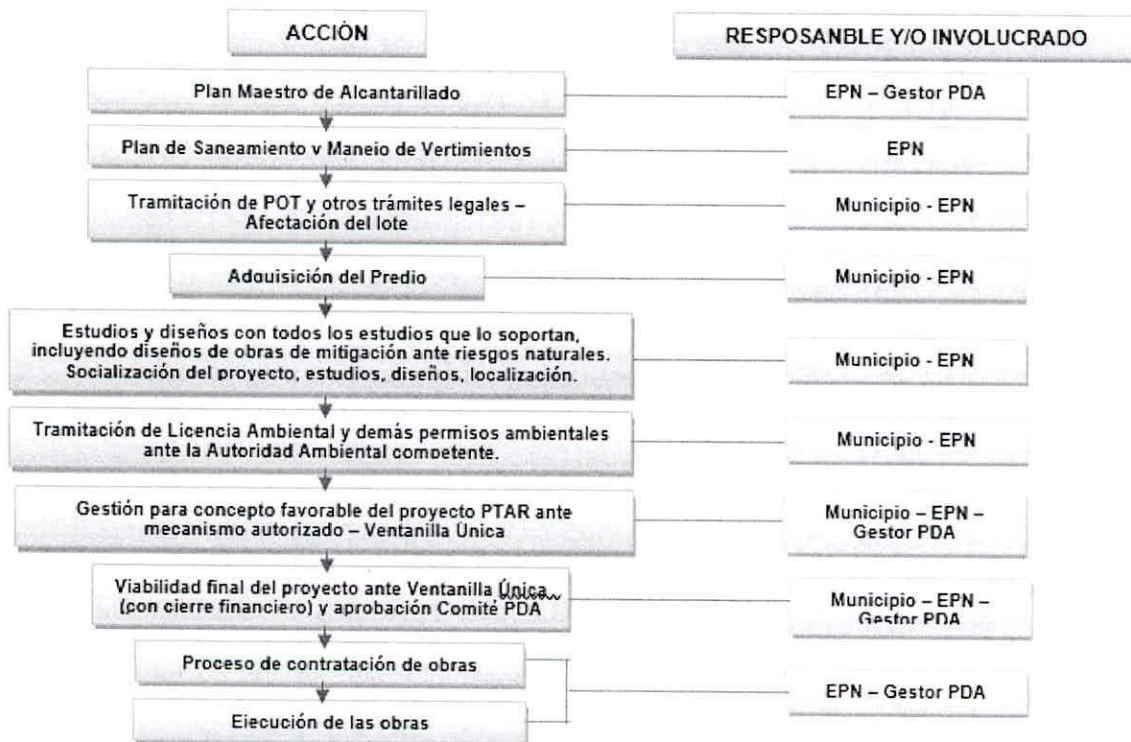 ACCIÓN
RESPOSANBLE Y/O INVOLUCRADO
Plan Maestro de Alcantarillado
EPN – Gestor PDA
Plan de Saneamiento y Manejo de Vertimientos
EPN
Tramitación de POT y otros trámites legales –
Afectación del lote
Municipio - EPN
Adquisición del Predio
Municipio - EPN
Estudios y diseños con todos los estudios que lo soportan,
incluyendo diseños de obras de mitigación ante riesgos naturales.
Socialización del proyecto, estudios, diseños, localización.
Municipio - EPN
Tramitación de Licencia Ambiental y demás permisos ambientales
ante la Autoridad Ambiental competente.
Municipio - EPN
Gestión para concepto favorable del proyecto PTAR ante
mecanismo autorizado – Ventanilla Única
Municipio – EPN –
Gestor PDA
Viabilidad final del proyecto ante Ventanilla Única
(con cierre financiero) y aprobación Comité PDA
Municipio – EPN –
Gestor PDA
Proceso de contratación de obras
EPN – Gestor PDA
Ejecución de las obras